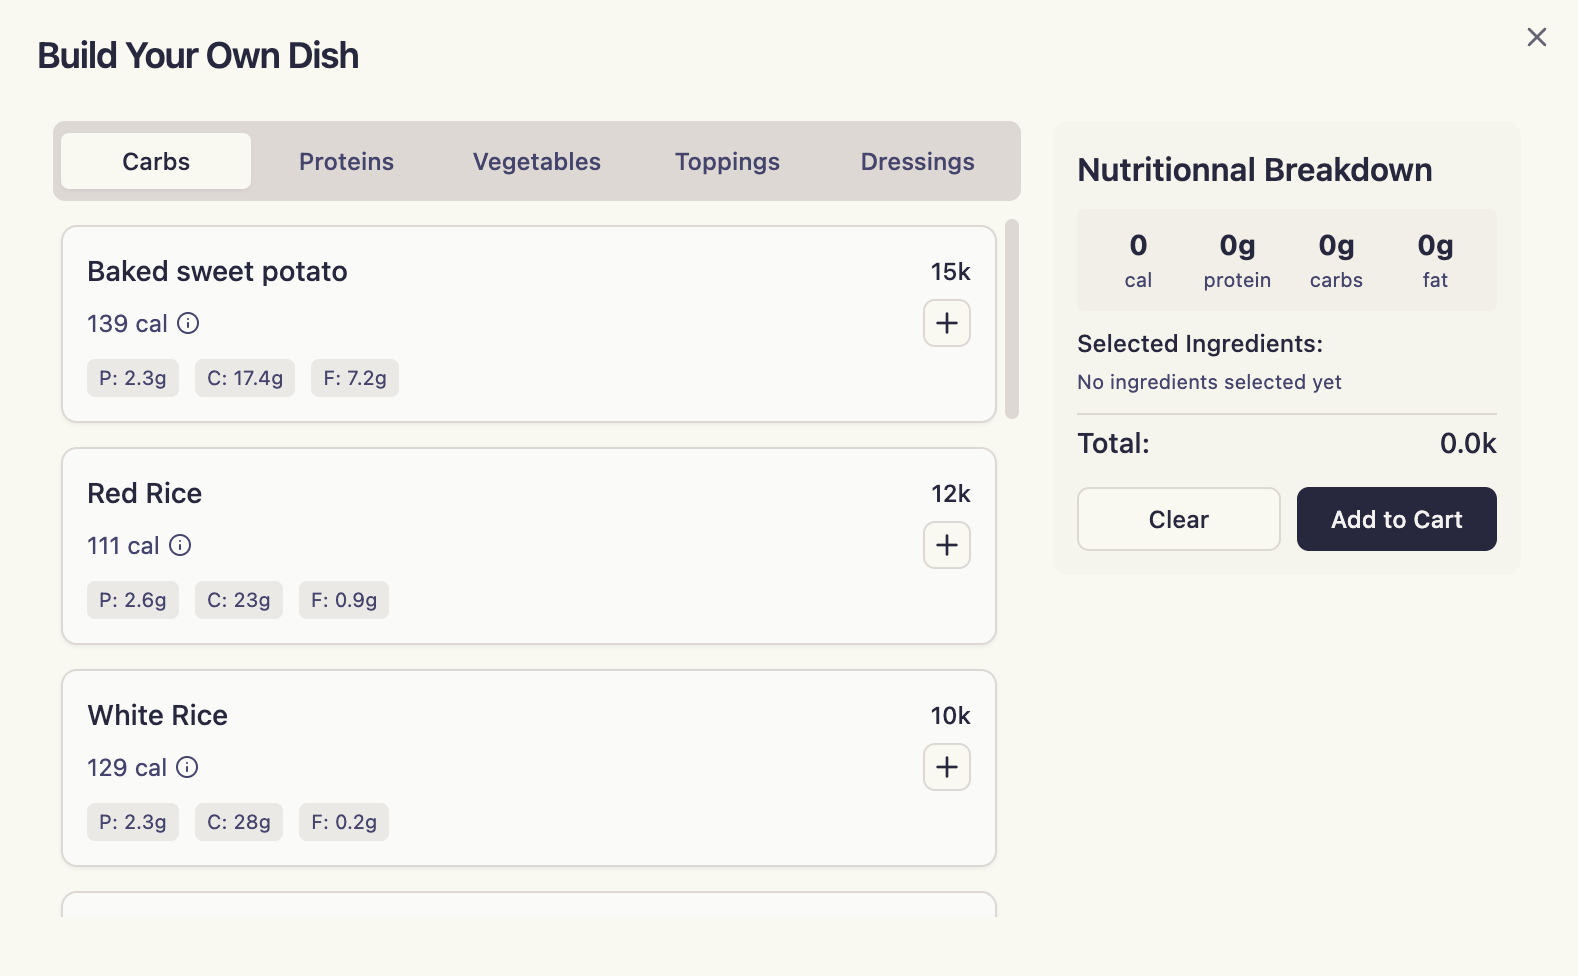 Build Your Own Dish
Carbs Proteins Vegetables Toppings Dressings
Baked sweet potato 15k
139 cal
P: 2.3g C: 17.4g F: 7.2g
Red Rice 12k
111 cal
P: 2.6g C: 23g F: 0.9g
White Rice 10k
129 cal
P: 2.3g C: 28g F: 0.2g
Nutritionnal Breakdown
0 0g 0g 0g
cal protein carbs fat
Selected Ingredients:
No ingredients selected yet
Total: 0.0k
Clear Add to Cart